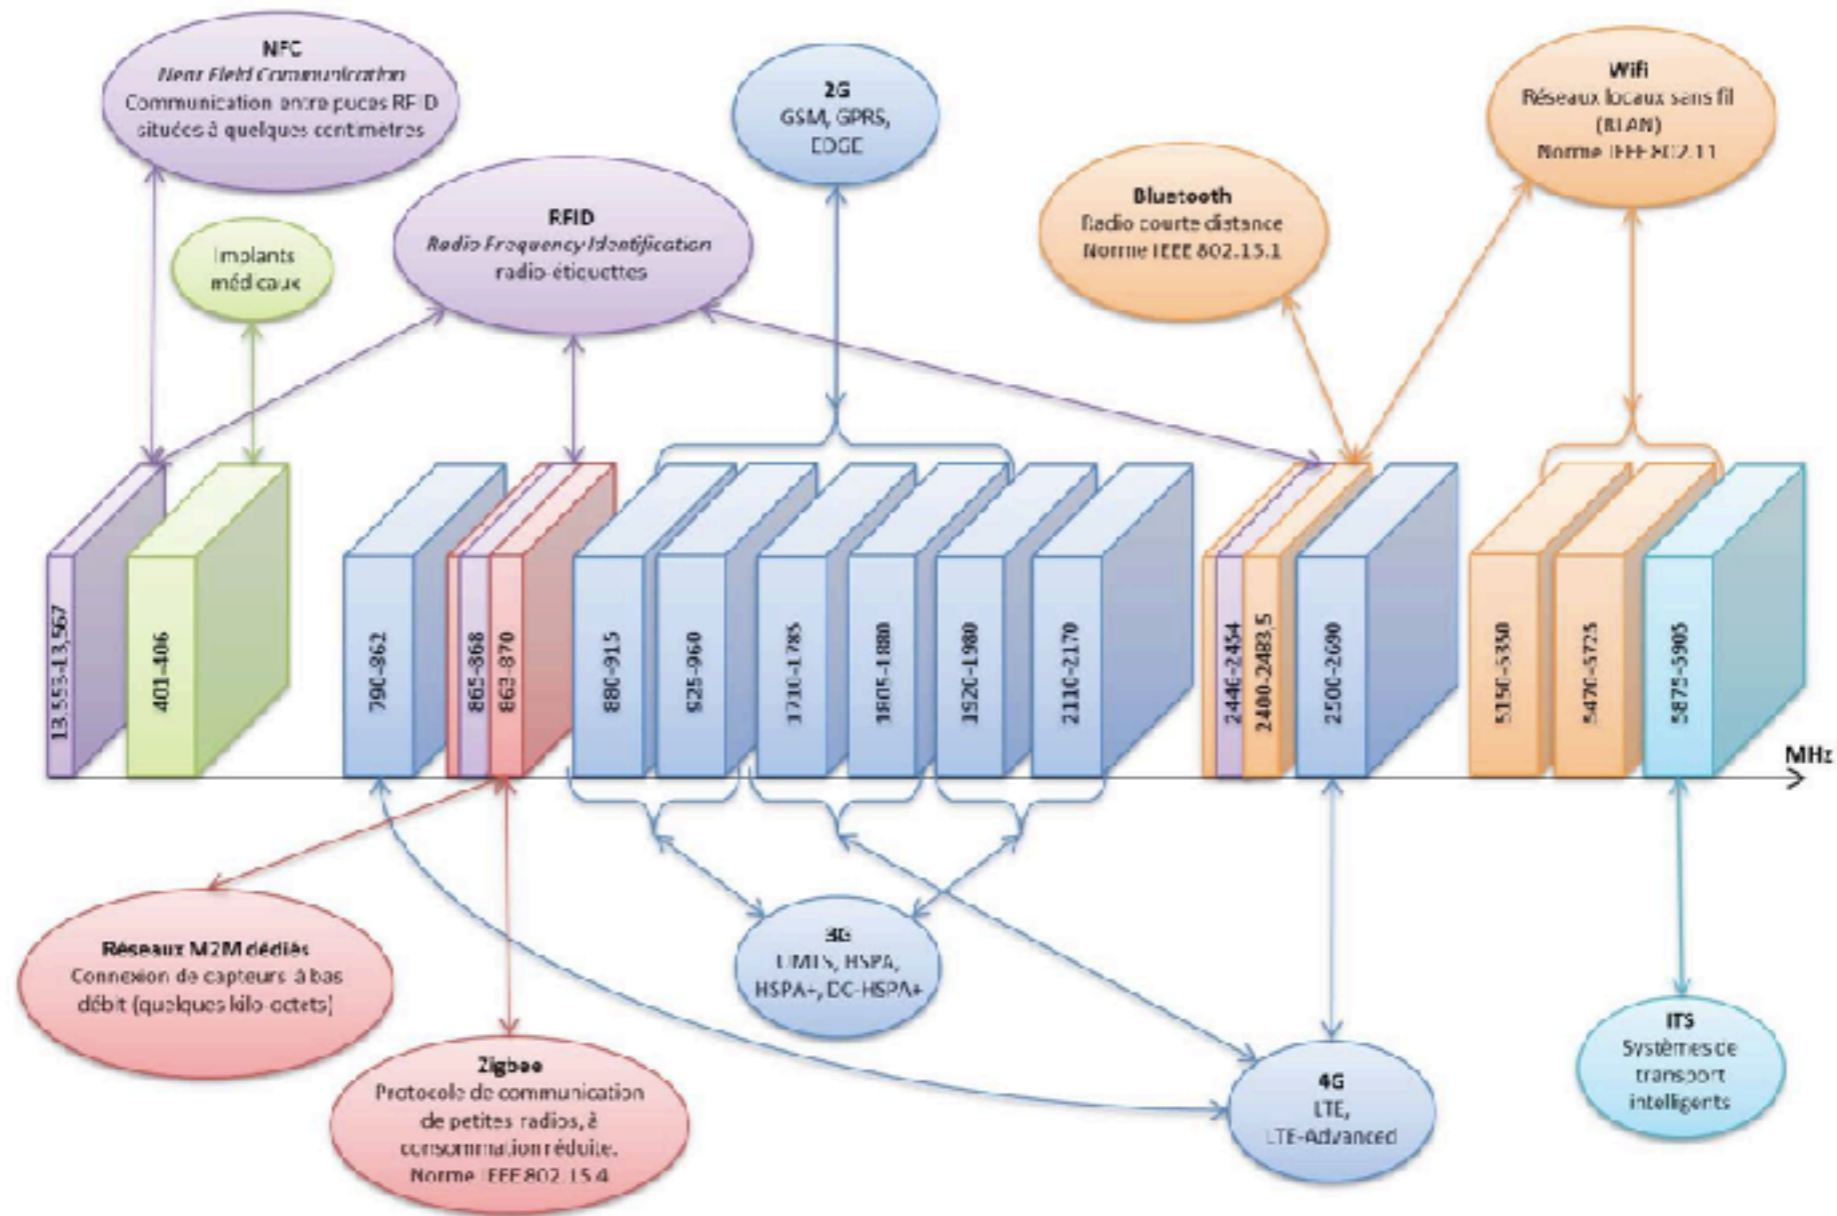 NFC
Near Field Communication
Communication entre puces RFID
situées à quelques centimètres
2G
GSM, GPRS,
EDGE
Wifi
Réseaux locaux sans fil
(RLAN)
Norme IEEE 802.11
Bluetooth
Radio courte distance
Norme IEEE 802.15.1
RFID
Radio Frequency Identification
radio-étiquettes
Implants
médicaux
13,553-13,567
401-406
790-862
865-868
863-870
880-915
925-960
1710-1785
1805-1880
1920-1980
2110-2170
2446-2454
2400-2483,5
2500-2690
5150-5350
5470-5725
5875-5905
MHz
Réseaux M2M dédiés
Connexion de capteurs à bas
débit (quelques kilo-octets)
Zigbee
Protocole de communication
de petites radios, à
consommation réduite.
Norme IEEE 802.15.4
3G
UMTS, HSPA,
HSPA+, DC-HSPA+
4G
LTE,
LTE-Advanced
ITS
Systèmes de
transport
intelligents